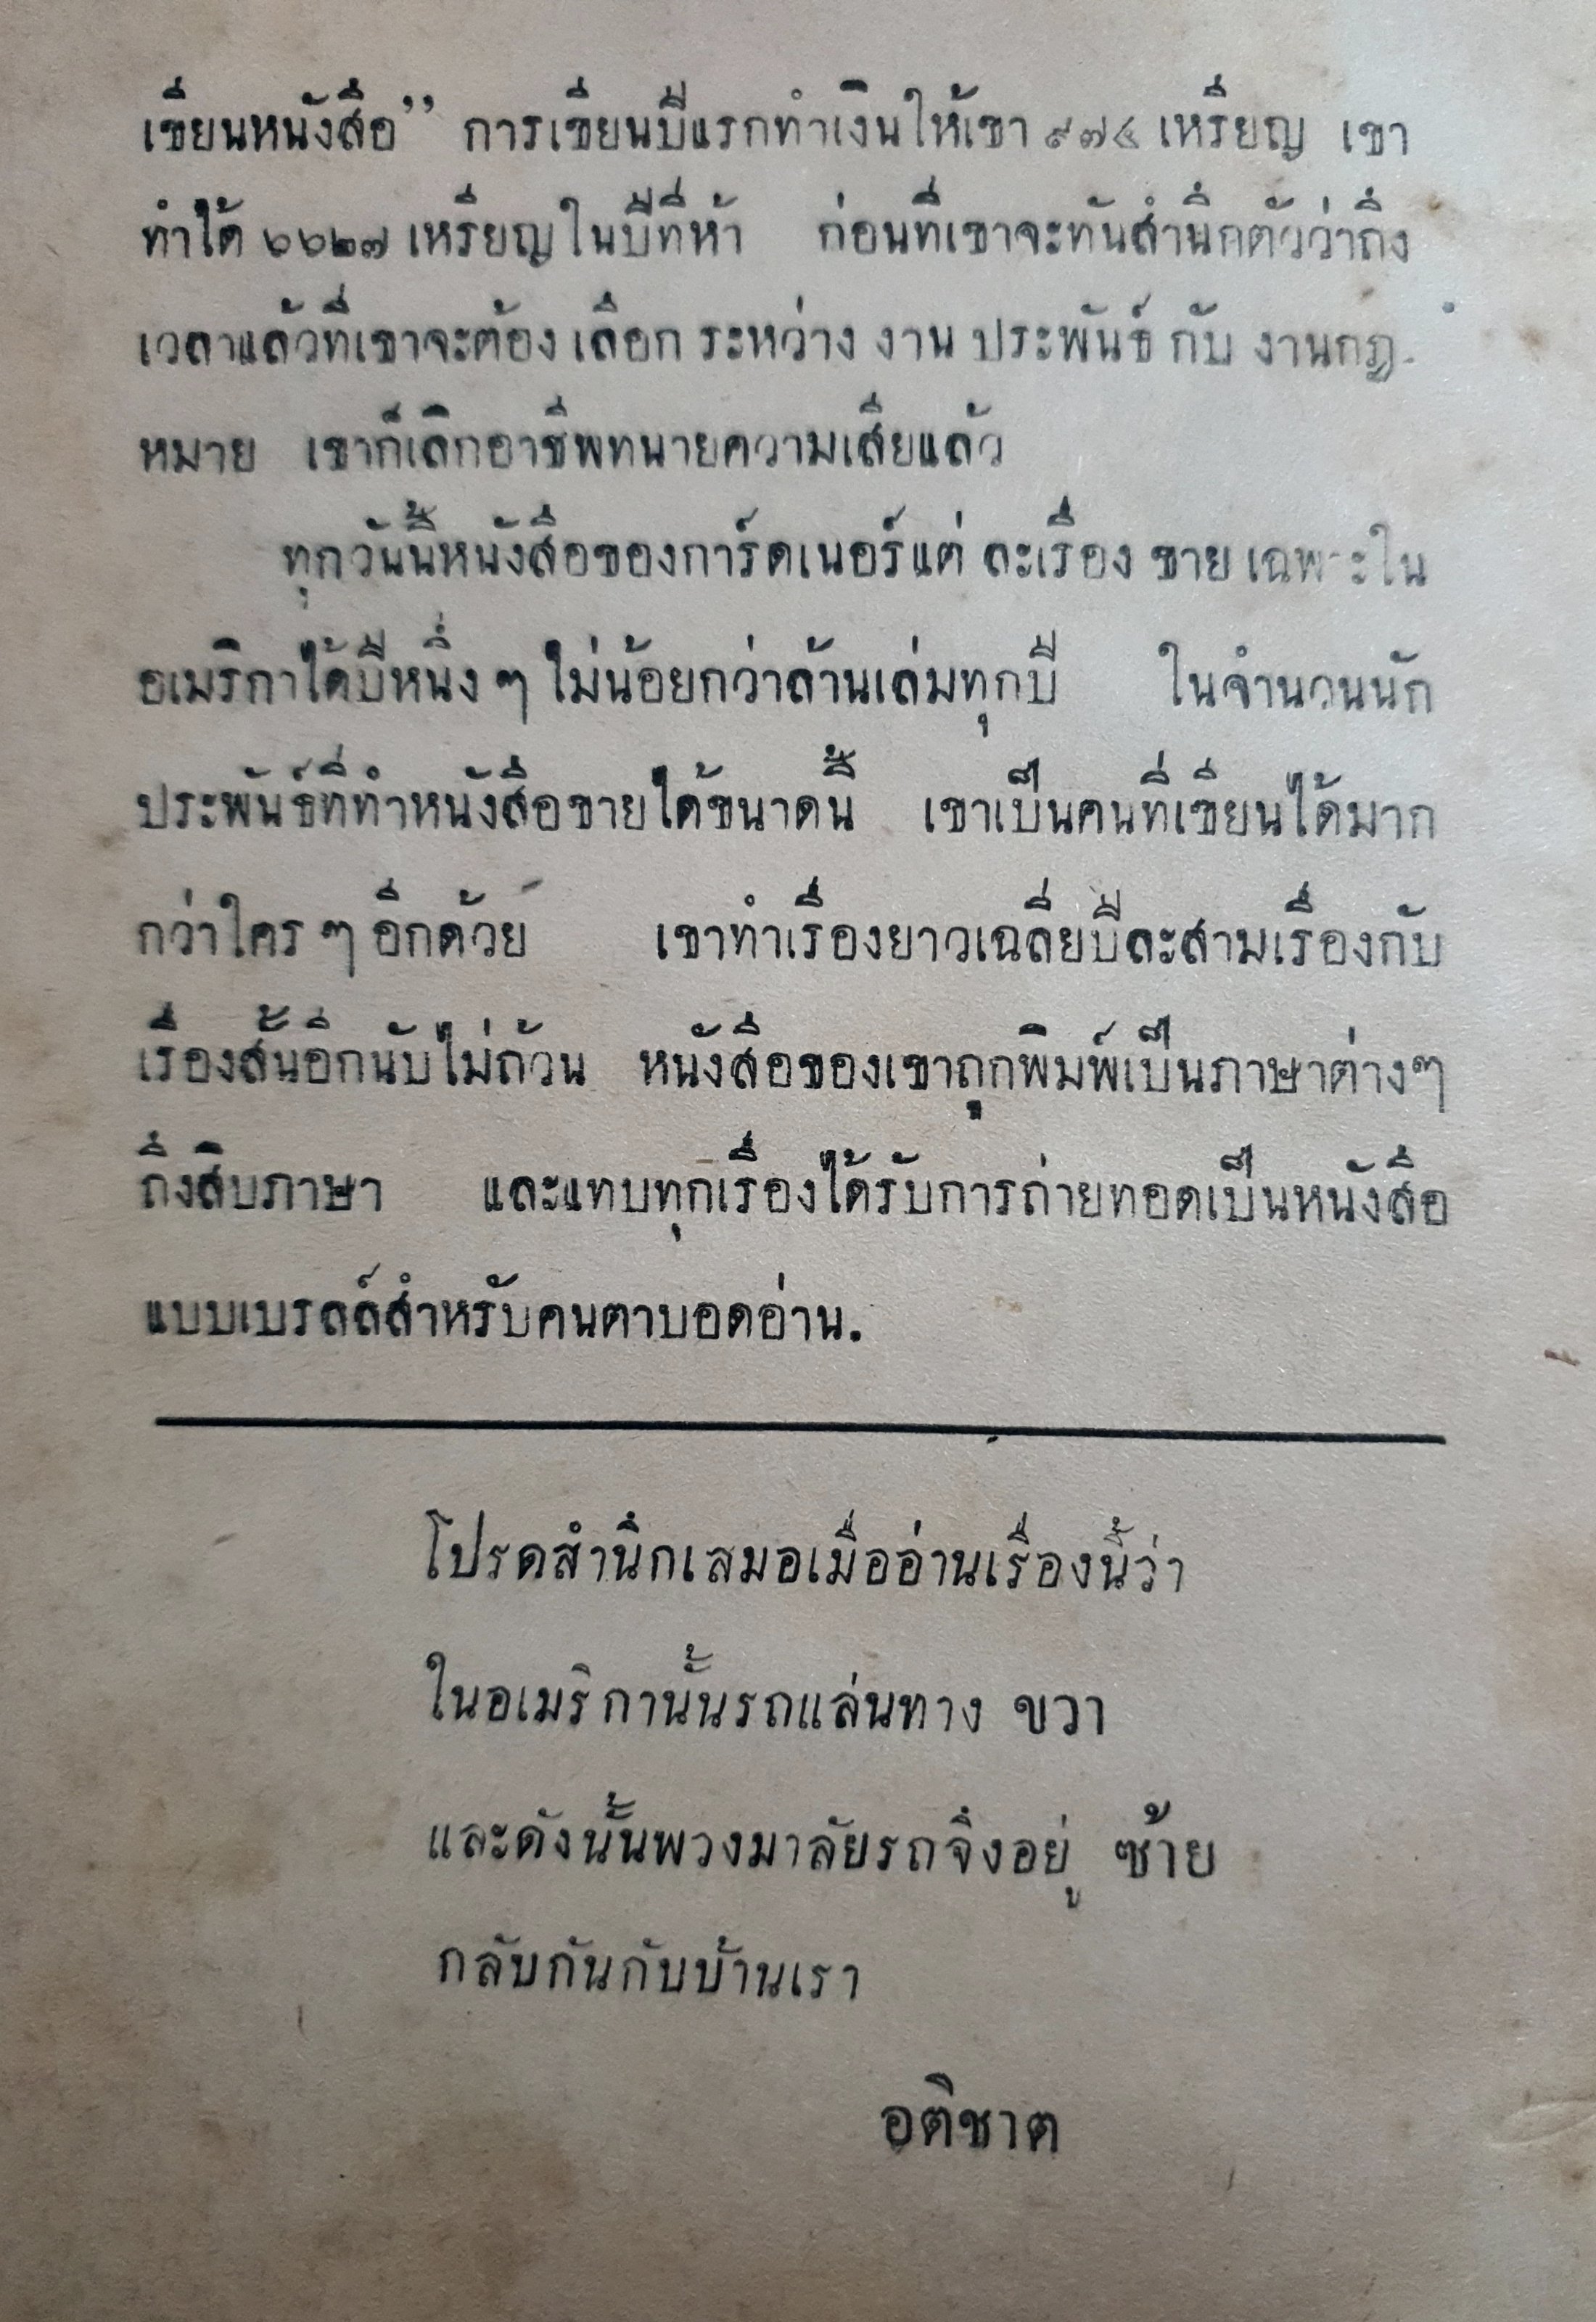 เขียนหนังสือ” การเขียนปีแรกทำเงินให้เขา ๙๗๔ เหรียญ เขา
ทำได้ ๖๖๒๗ เหรียญในปีที่ห้า ก่อนที่เขาจะทันสำนึกตัวว่าถึง
เวลาแล้วที่เขาจะต้อง เลือก ระหว่าง งาน ประพันธ์ กับ งานกฎ-
หมาย เขาก็เลิกอาชีพทนายความเสียแล้ว
ทุกวันนี้หนังสือของการ์ดเนอร์แต่ ละเรื่อง ขาย เฉพาะใน
อเมริกาได้ปีหนึ่ง ๆ ไม่น้อยกว่าล้านเล่มทุกปี ในจำนวนนัก
ประพันธ์ที่ทำหนังสือขายได้ขนาดนี้ เขาเป็นคนที่เขียนได้มาก
กว่าใคร ๆ อีกด้วย เขาทำเรื่องยาวเฉลี่ยปีละสามเรื่องกับ
เรื่องสั้นอีกนับไม่ถ้วน หนังสือของเขาถูกพิมพ์เป็นภาษาต่างๆ
ถึงสิบภาษา และแทบทุกเรื่องได้รับการถ่ายทอดเป็นหนังสือ
แบบเบรลล์สำหรับคนตาบอดอ่าน.
โปรดสำนึกเสมอเมื่ออ่านเรื่องนี้ว่า
ในอเมริกานั้นรถแล่นทาง ขวา
และดังนั้นพวงมาลัยรถจึงอยู่ ซ้าย
กลับกันกับบ้านเรา
อติชาต